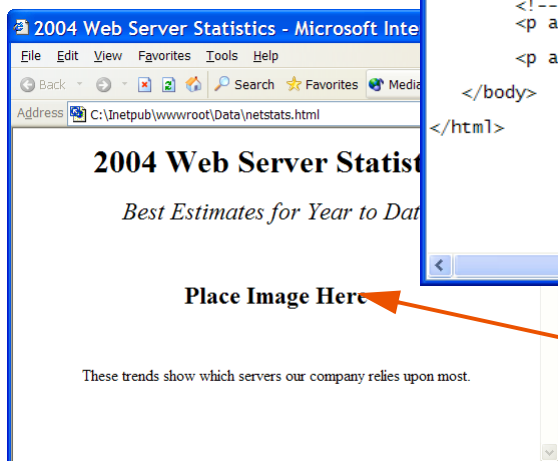 2004 Web Server Statistics - Microsoft Inte
File Edit View Favorites Tools Help
Back Search Favorites Media
Address C:\Inetpub\wwwroot\Data\netstats.html
2004 Web Server Statist
Best Estimates for Year to Dat
Place Image Here
These trends show which servers our company relies upon most.
<!--
<p a
<p a
</body>
</html>